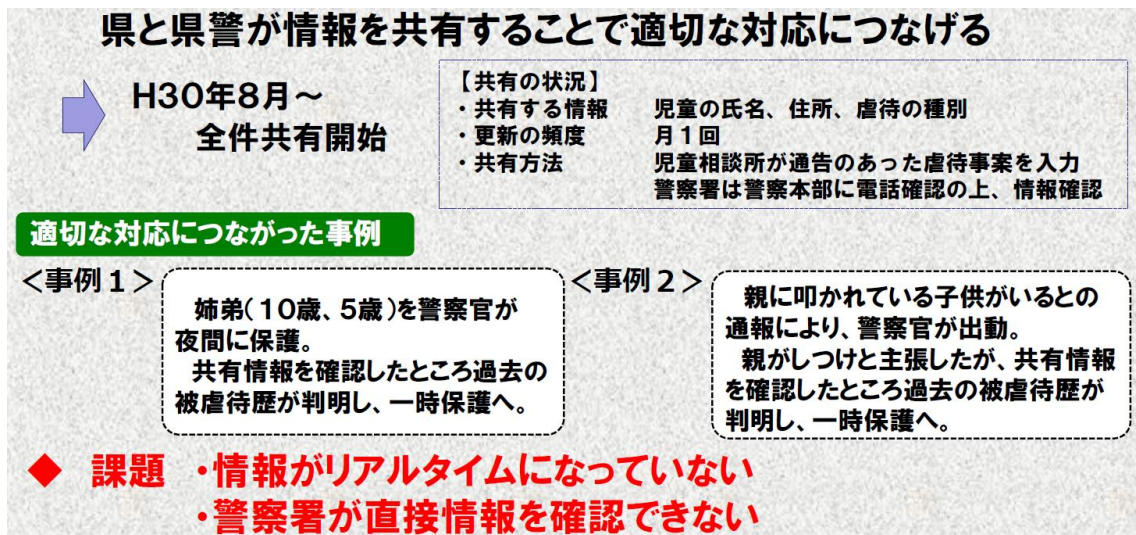 県と県警が情報を共有することで適切な対応につなげる
H30年8月～
全件共有開始
【共有の状況】
・共有する情報　児童の氏名、住所、虐待の種別
・更新の頻度　月１回
・共有方法　児童相談所が通告のあった虐待事案を入力
警察署は警察本部に電話確認の上、情報確認
適切な対応につながった事例
＜事例１＞
姉弟（10歳、5歳）を警察官が
夜間に保護。
共有情報を確認したところ過去の
被虐待歴が判明し、一時保護へ。
＜事例２＞
親に叩かれている子供がいるとの
通報により、警察官が出動。
親がしつけと主張したが、共有情報
を確認したところ過去の被虐待歴が
判明し、一時保護へ。
◆ 課題 ・情報がリアルタイムになっていない
・警察署が直接情報を確認できない